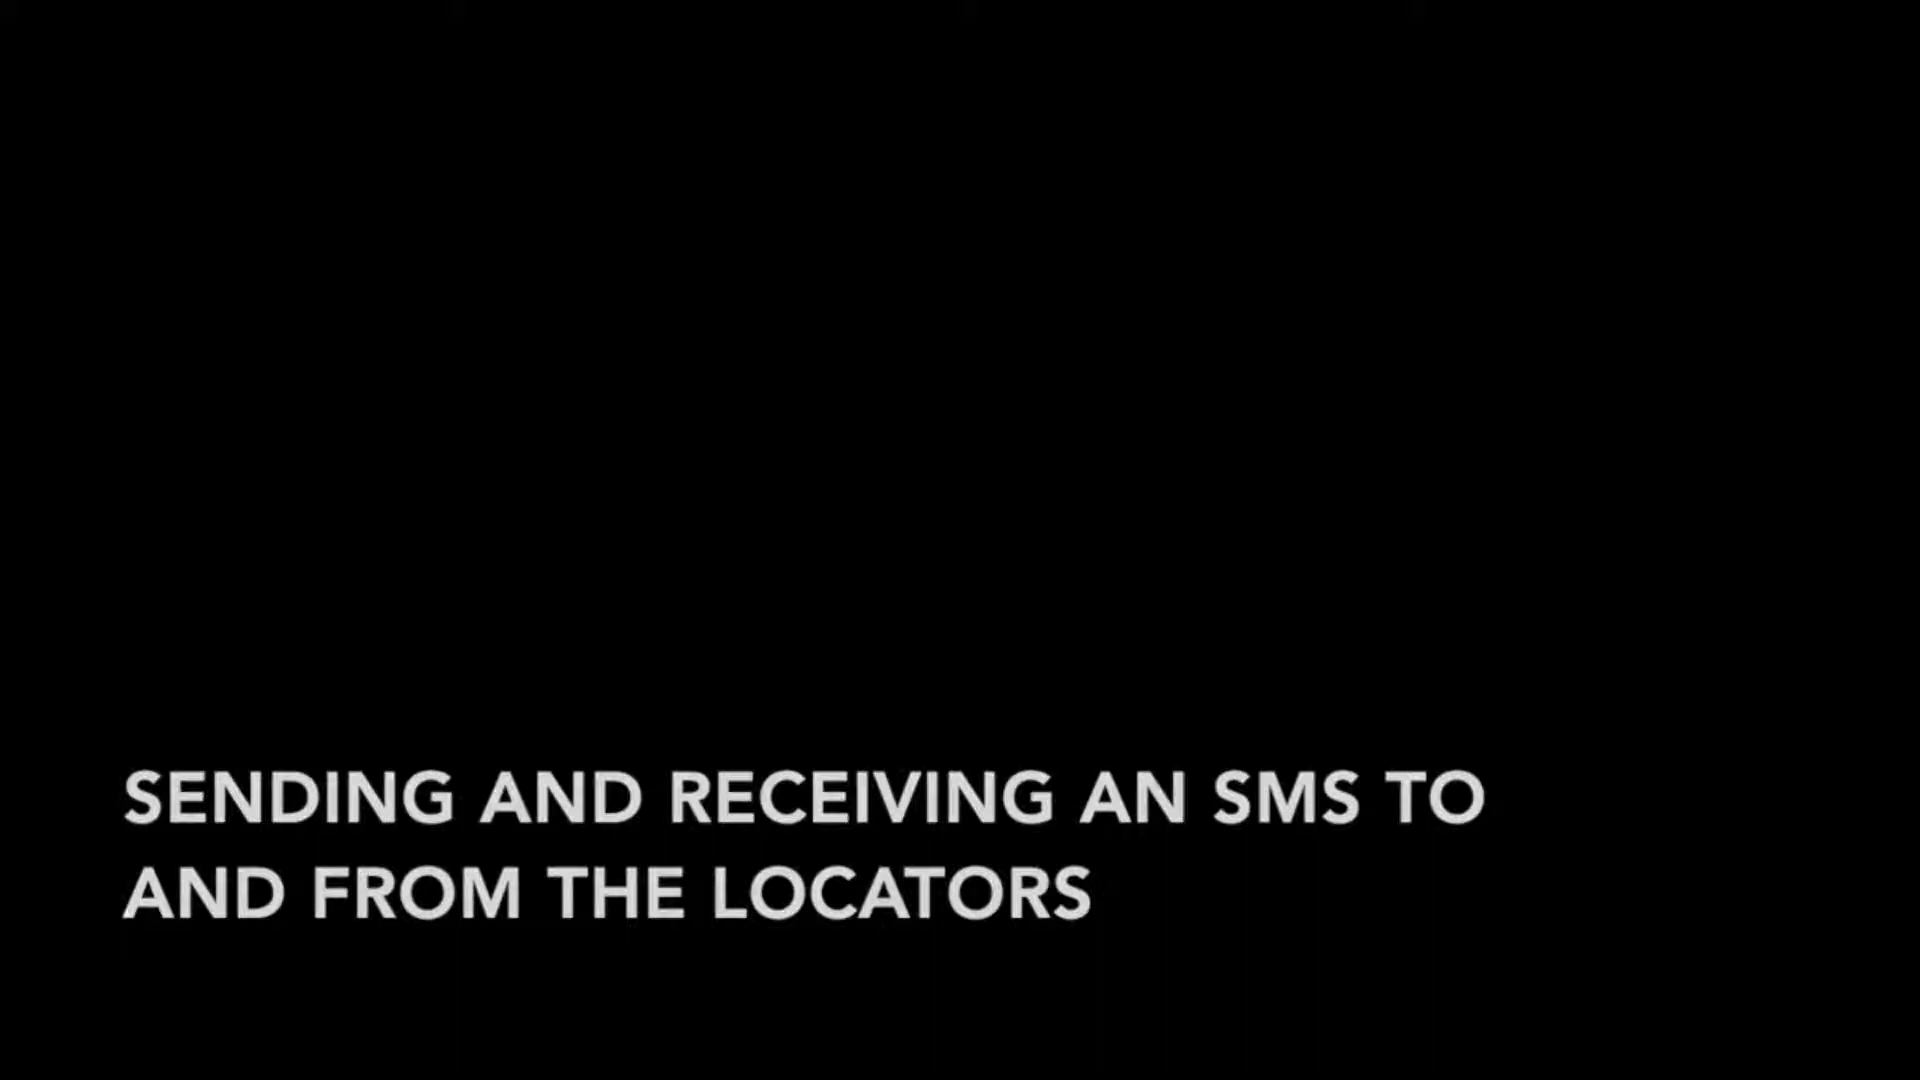 SENDING AND RECEIVING AN SMS TO
AND FROM THE LOCATORS